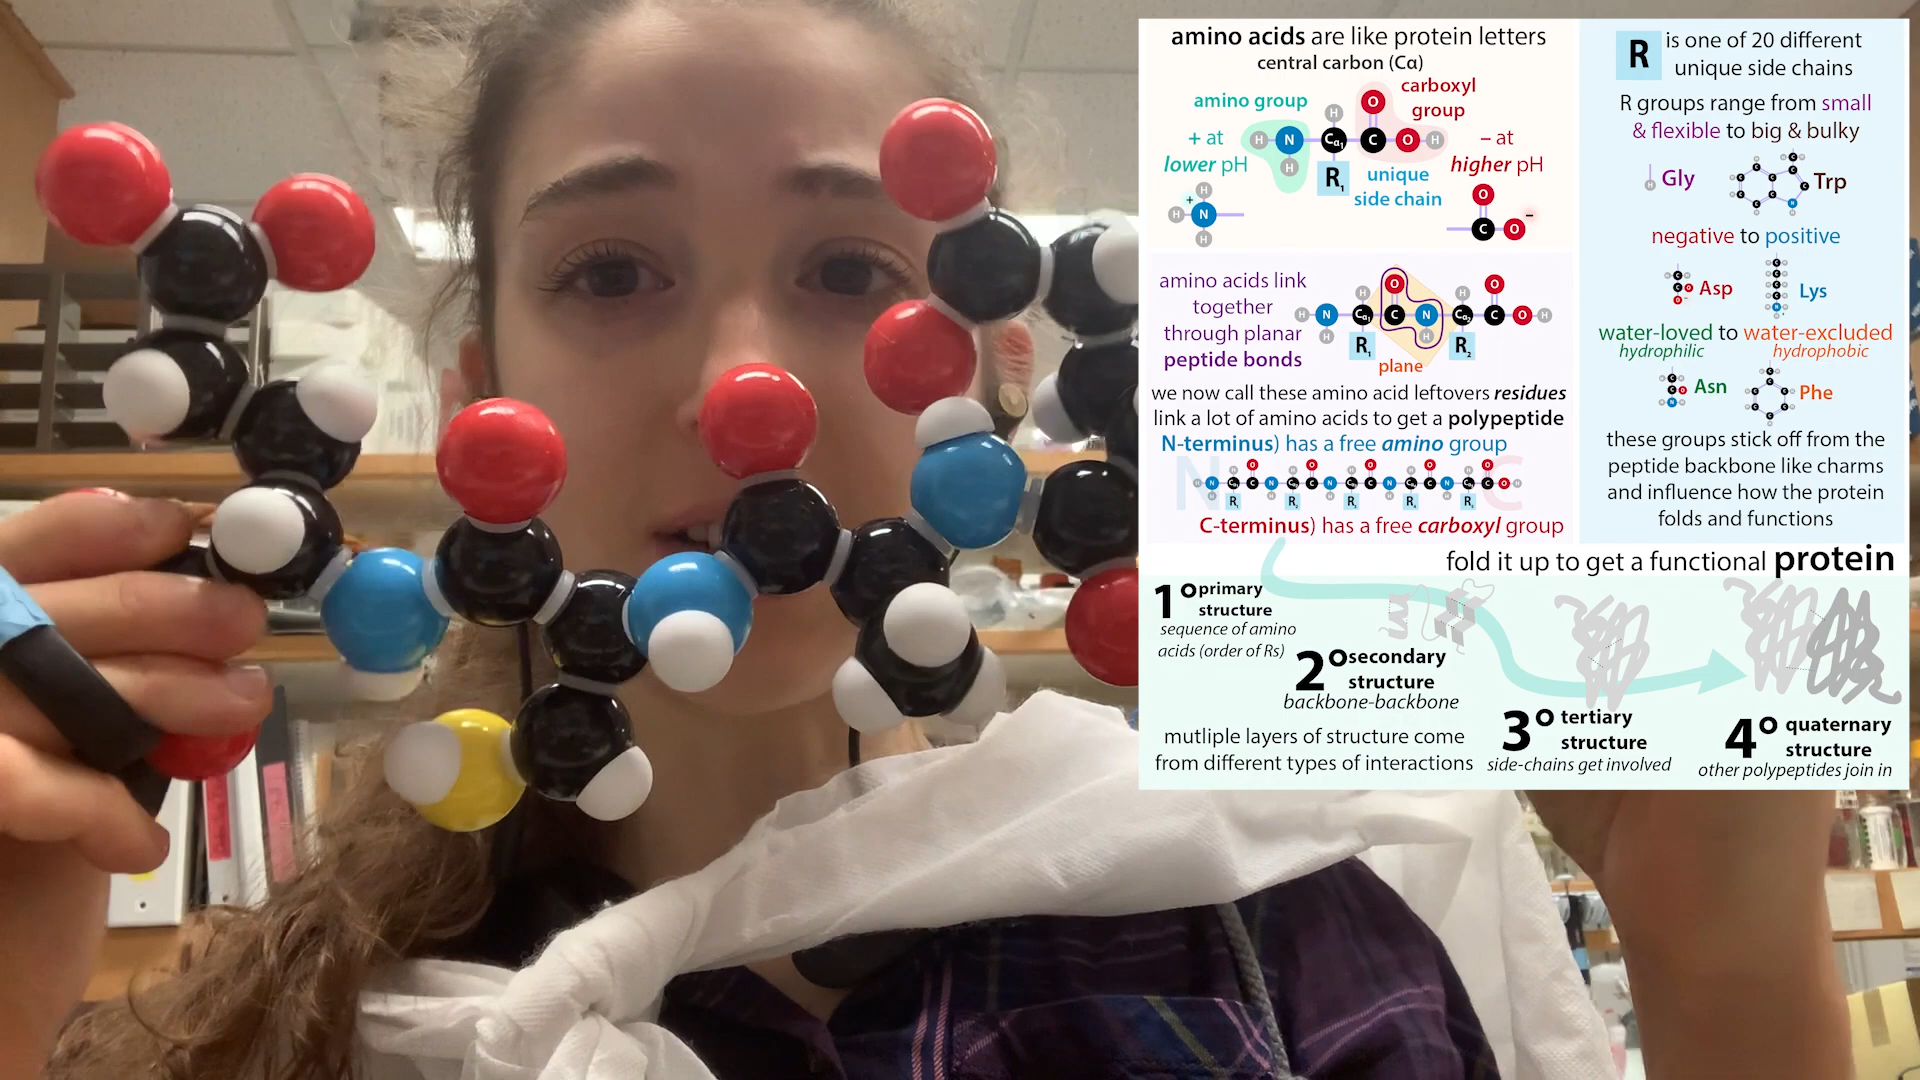 amino acids are like protein letters
central carbon (Cα)
amino group
carboxyl
group
+ at
lower pH
– at
higher pH
unique
side chain
H N Cα1 C O H
H
O
H
R1
H
+
H N
H
O
–
C O
amino acids link
together
through planar
peptide bonds
H N Cα1 C N Cα2 C O H
H
H
O
H
H
O
R1
R2
plane
we now call these amino acid leftovers residues
link a lot of amino acids to get a polypeptide
N-terminus) has a free amino group
N
C
R R R R R
C-terminus) has a free carboxyl group
R is one of 20 different
unique side chains
R groups range from small
& flexible to big & bulky
Gly
Trp
negative to positive
Asp
Lys
water-loved to water-excluded
hydrophilic
hydrophobic
Asn
Phe
these groups stick off from the
peptide backbone like charms
and influence how the protein
folds and functions
fold it up to get a functional protein
1° primary
structure
sequence of amino
acids (order of Rs)
2° secondary
structure
backbone-backbone
mutliple layers of structure come
from different types of interactions
3° tertiary
structure
side-chains get involved
4° quaternary
structure
other polypeptides join in